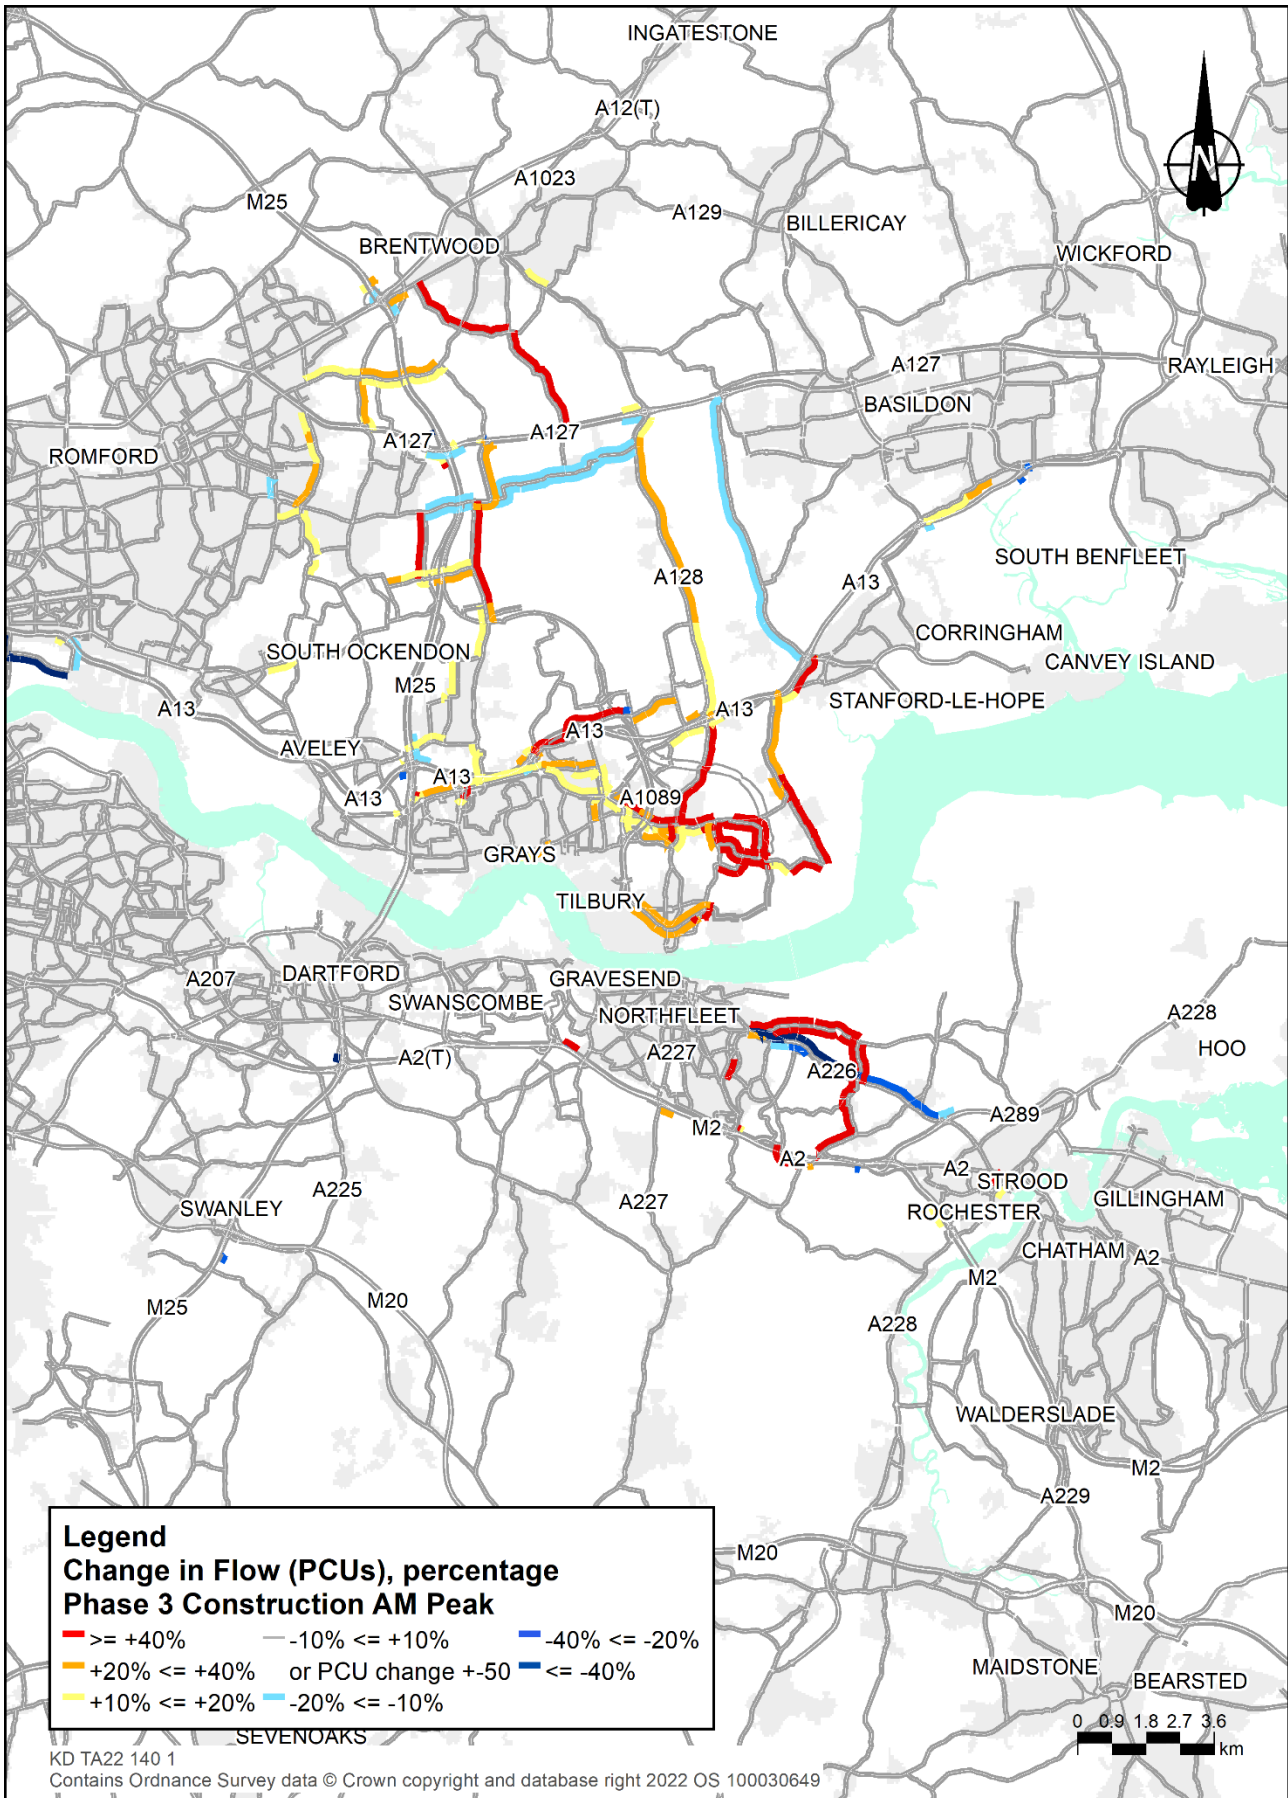 INGATESTONE
A12(T)
A1023
M25
A129
BILLERICAY
BRENTWOOD
WICKFORD
N
A127
RAYLEIGH
BASILDON
A127
A127
ROMFORD
SOUTH BENFLEET
A128
A13
CORRINGHAM
SOUTH OCKENDON
CANVEY ISLAND
M25
STANFORD-LE-HOPE
A13
A13
A13
AVELEY
A13
A13
A1089
GRAYS
TILBURY
A207
DARTFORD
GRAVESEND
SWANSCOMBE
NORTHFLEET
A228
A2(T)
A227
HOO
A226
A289
M2
A2
A2
STROOD
A225
SWANLEY
A227
ROCHESTER
GILLINGHAM
CHATHAM
A2
M2
M25
M20
A228
WALDERSLADE
M2
A229
M20
M20
MAIDSTONE
BEARSTED
Legend
Change in Flow (PCUs), percentage
Phase 3 Construction AM Peak
>= +40%
-10% <= +10%
-40% <= -20%
+20% <= +40%
or PCU change +-50
<= -40%
+10% <= +20%
-20% <= -10%
0 0.9 1.8 2.7 3.6
km
SEVENOAKS
KD TA22 140 1
Contains Ordnance Survey data © Crown copyright and database right 2022 OS 100030649